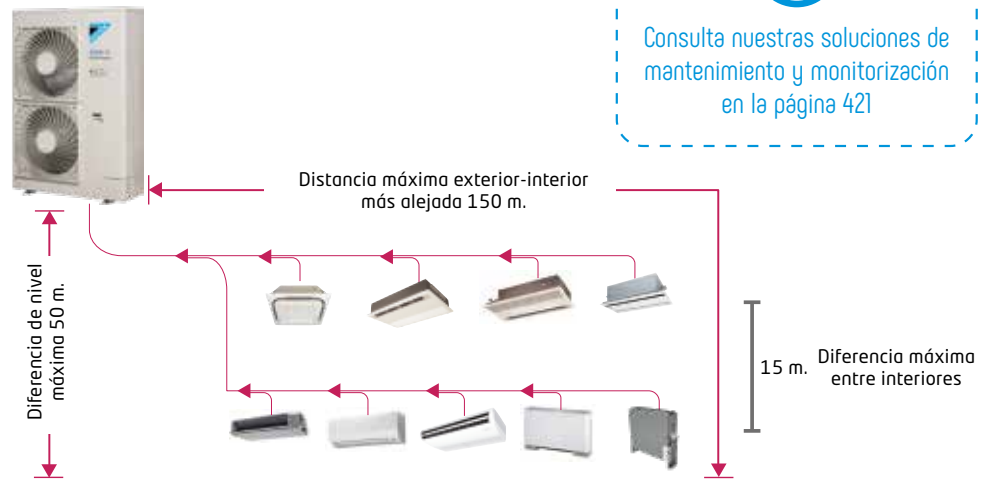 Consulta nuestras soluciones de
mantenimiento y monitorización
en la página 421
Distancia máxima exterior-interior
más alejada 150 m.
Diferencia de nivel
máxima 50 m.
15 m.
Diferencia máxima
entre interiores